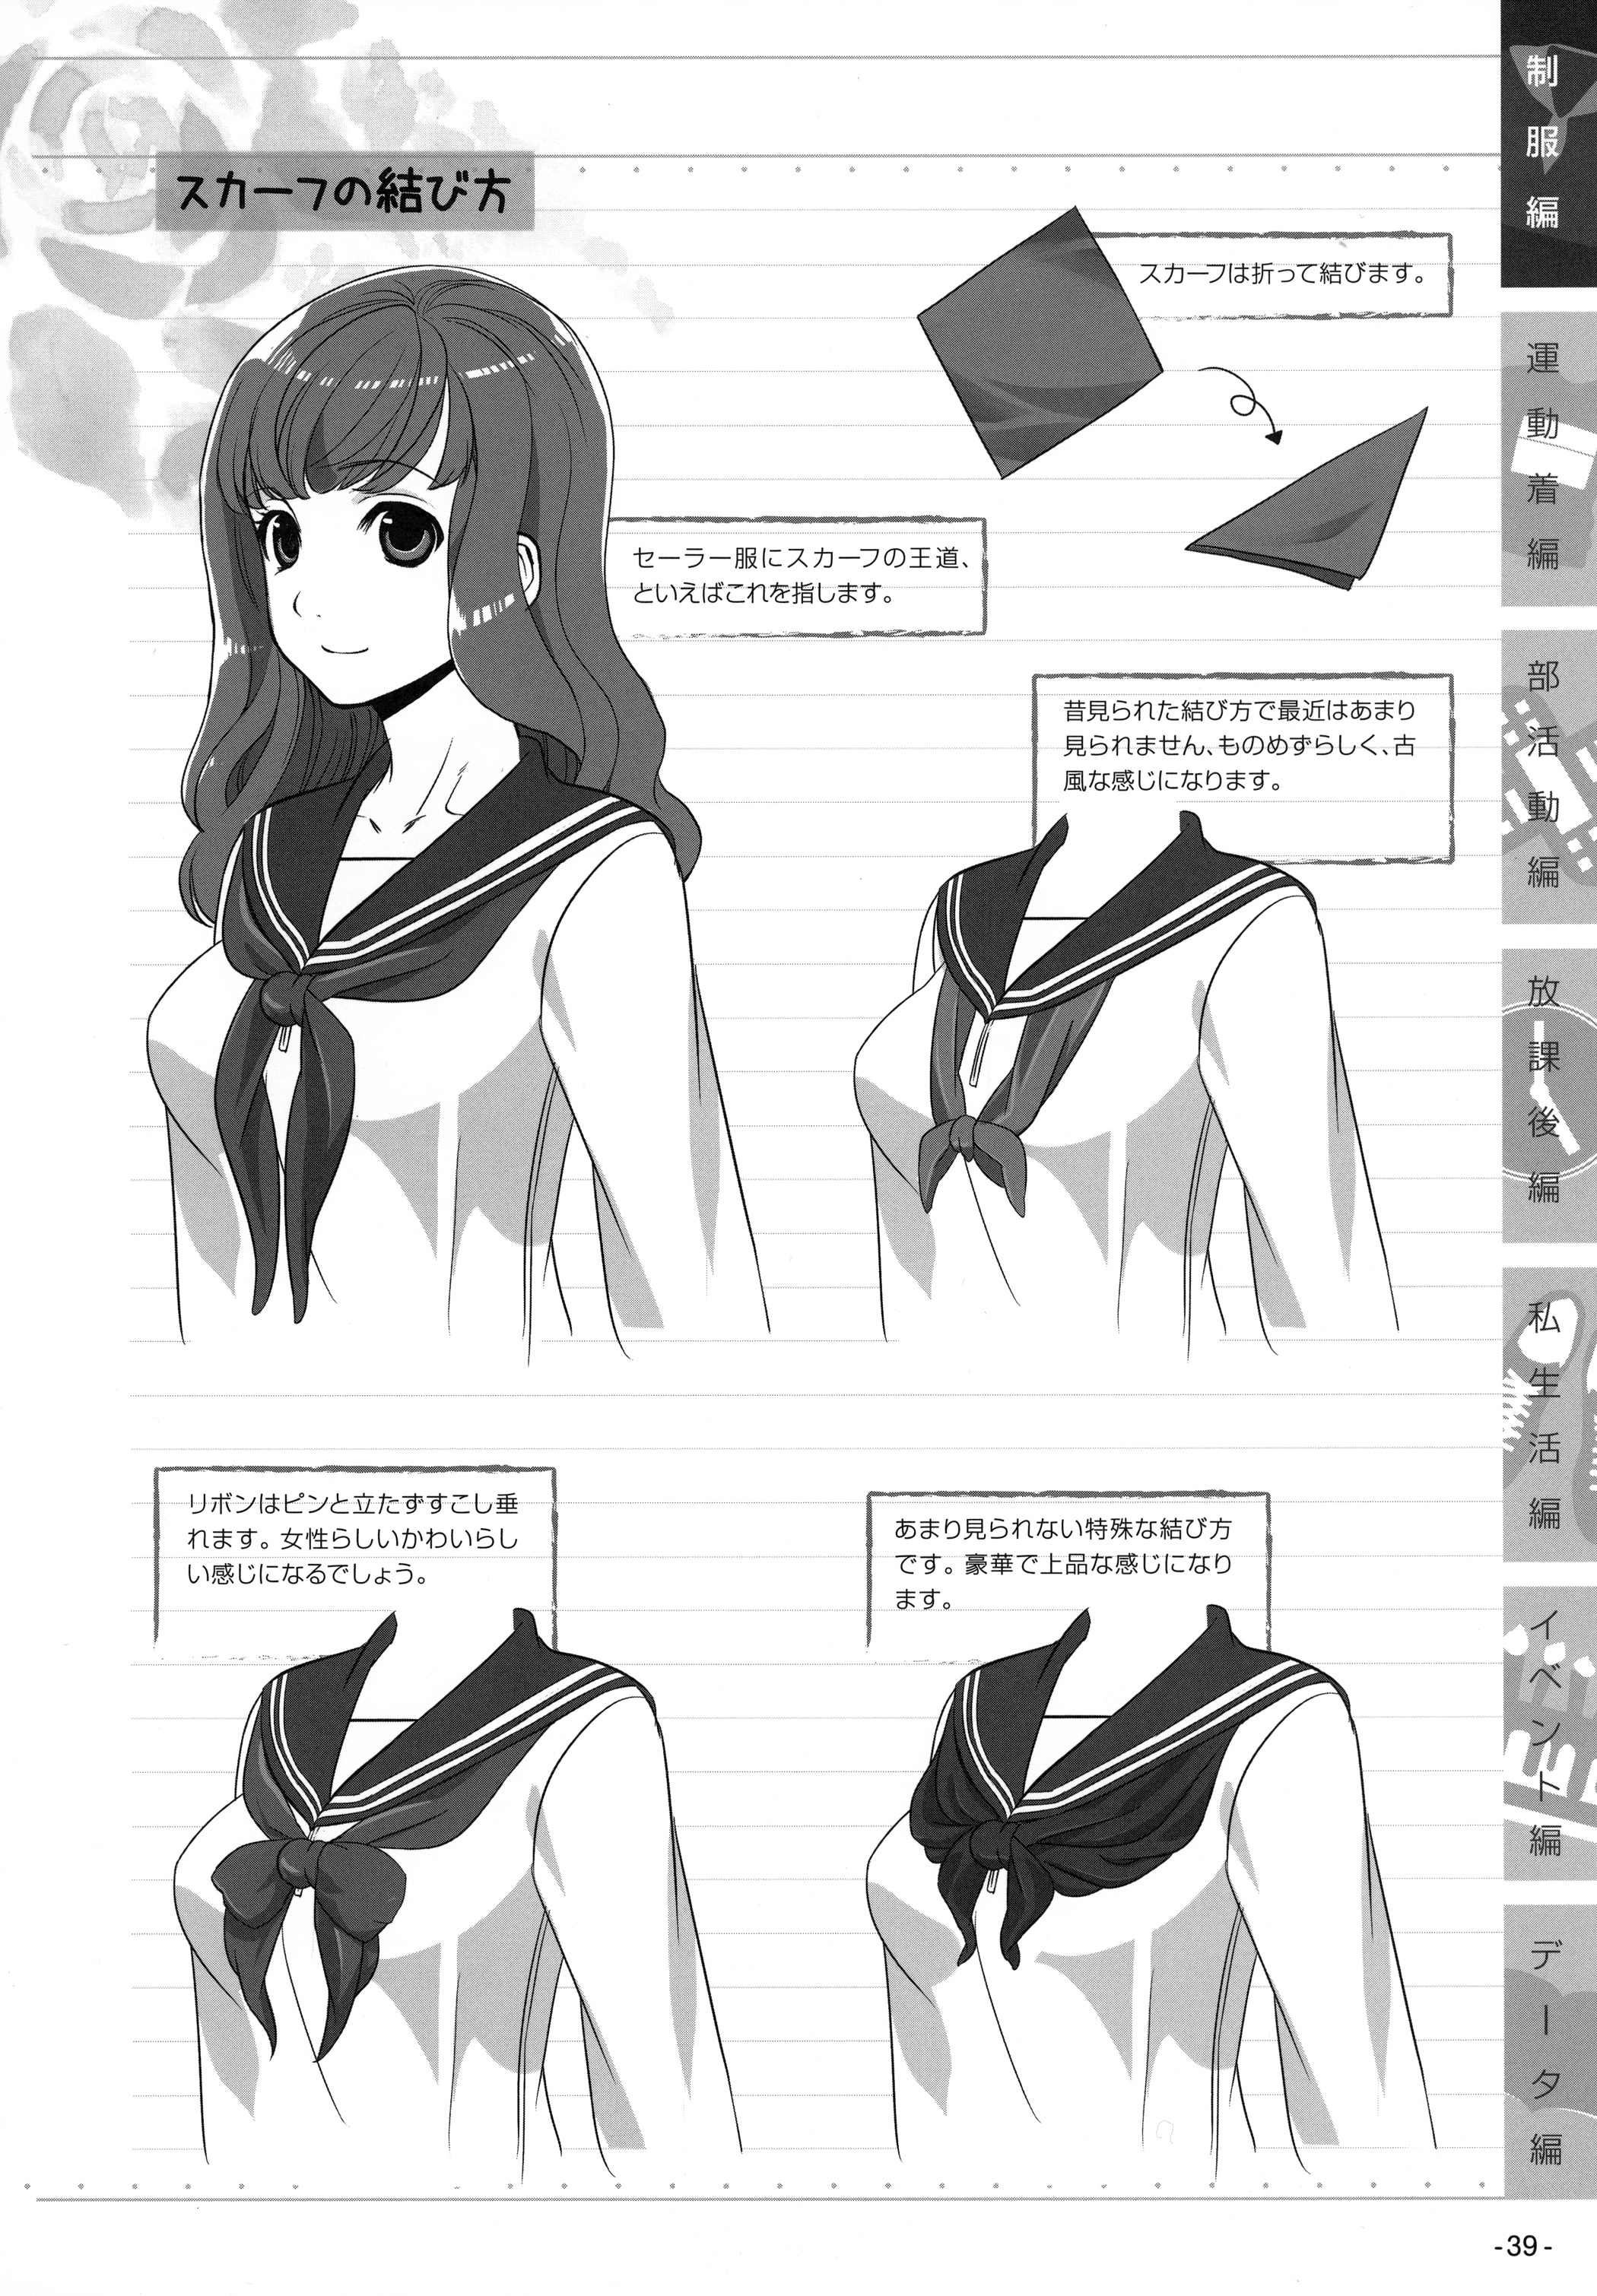 スカーフの結び方
スカーフは折って結びます。
セーラー服にスカーフの王道、
といえばこれを指します。
昔見られた結び方で最近はあまり
見られません、ものめずらしく、古
風な感じになります。
リボンはピンと立たずすこし垂
れます。女性らしいかわいらし
い感じになるでしょう。
あまり見られない特殊な結び方
です。豪華で上品な感じになり
ます。
制服編
運動着編
部活動編
放課後編
私生活編
イベント編
データ編
-39-